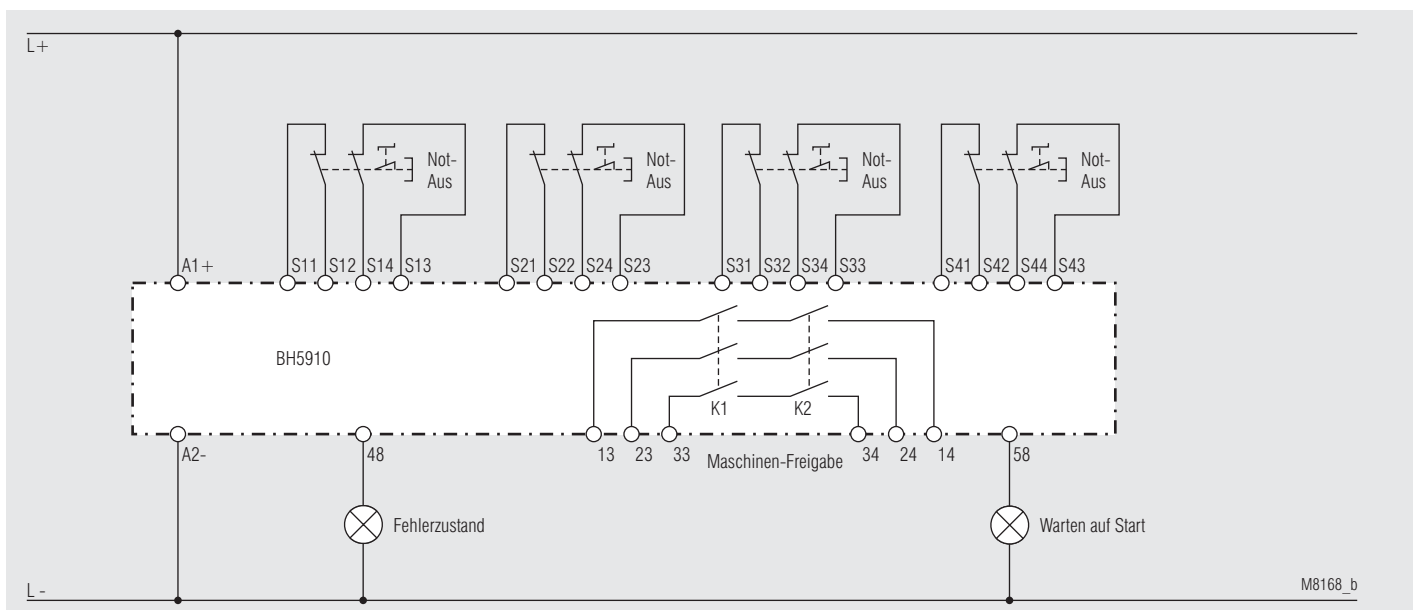 L+
Not-
Aus
Not-
Aus
Not-
Aus
Not-
Aus
A1+ S11 S12 S14 S13 S21 S22 S24 S23 S31 S32 S34 S33 S41 S42 S44 S43
BH5910
K1 K2
A2- 48 13 23 33 Maschinen-Freigabe 34 24 14 58
Fehlerzustand Warten auf Start
L - M8168_b